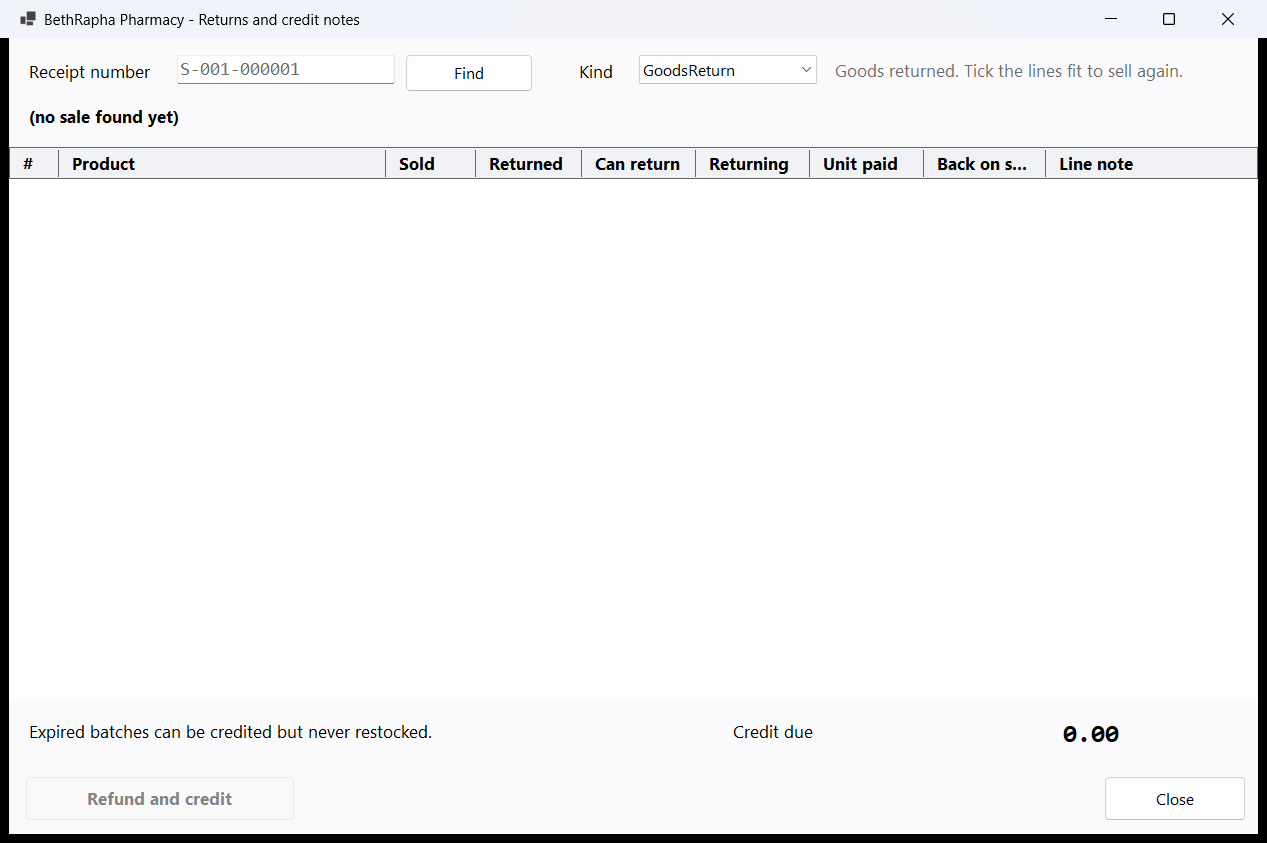 BethRapha Pharmacy - Returns and credit notes
Receipt number S-001-000001 Find Kind GoodsReturn Goods returned. Tick the lines fit to sell again.
(no sale found yet)
# Product Sold Returned Can return Returning Unit paid Back on s... Line note
Expired batches can be credited but never restocked. Credit due 0.00
Refund and credit Close